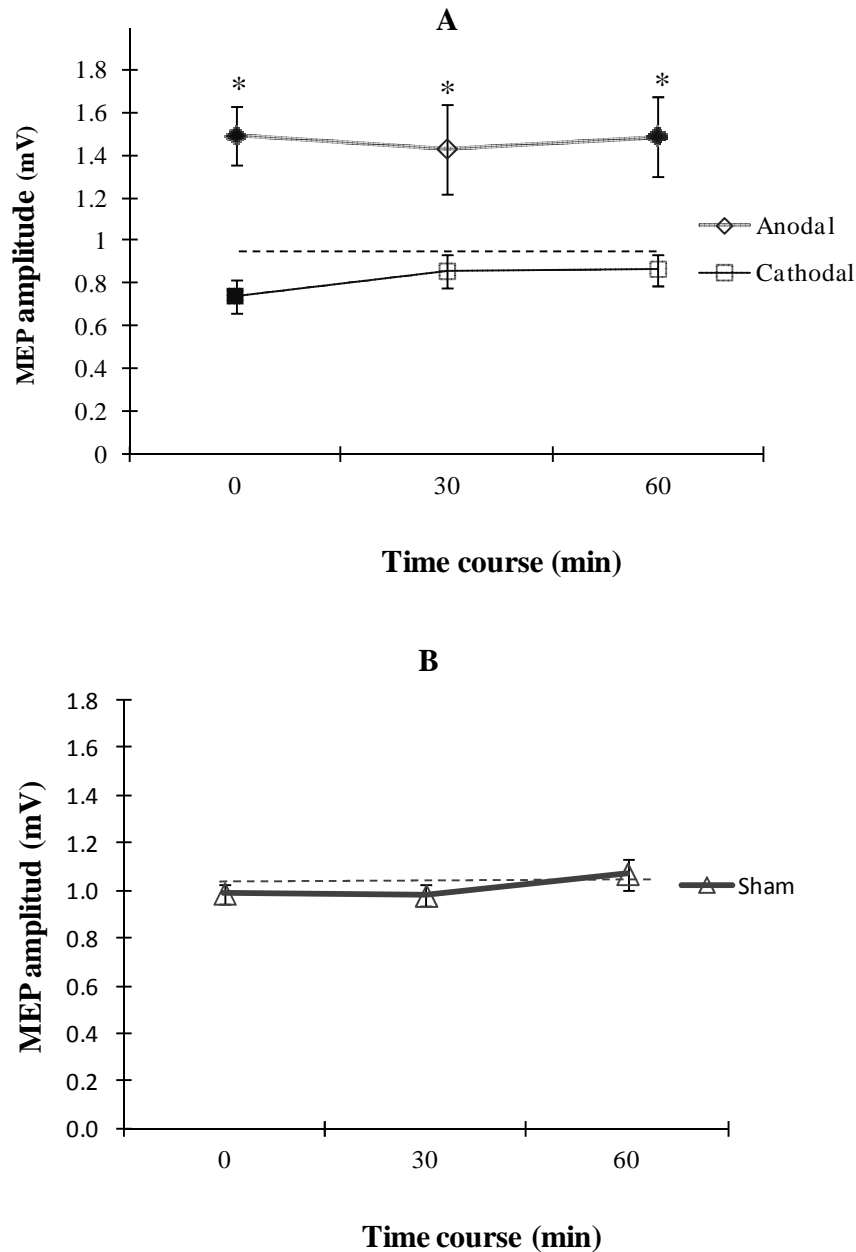 A
1.8
1.6
1.4
1.2
1
0.8
0.6
0.4
0.2
0
* * *
MEP amplitude (mV)
Anodal
Cathodal
0 30 60
Time course (min)
B
1.8
1.6
1.4
1.2
1.0
0.8
0.6
0.4
0.2
0.0
MEP amplitud (mV)
Sham
0 30 60
Time course (min)